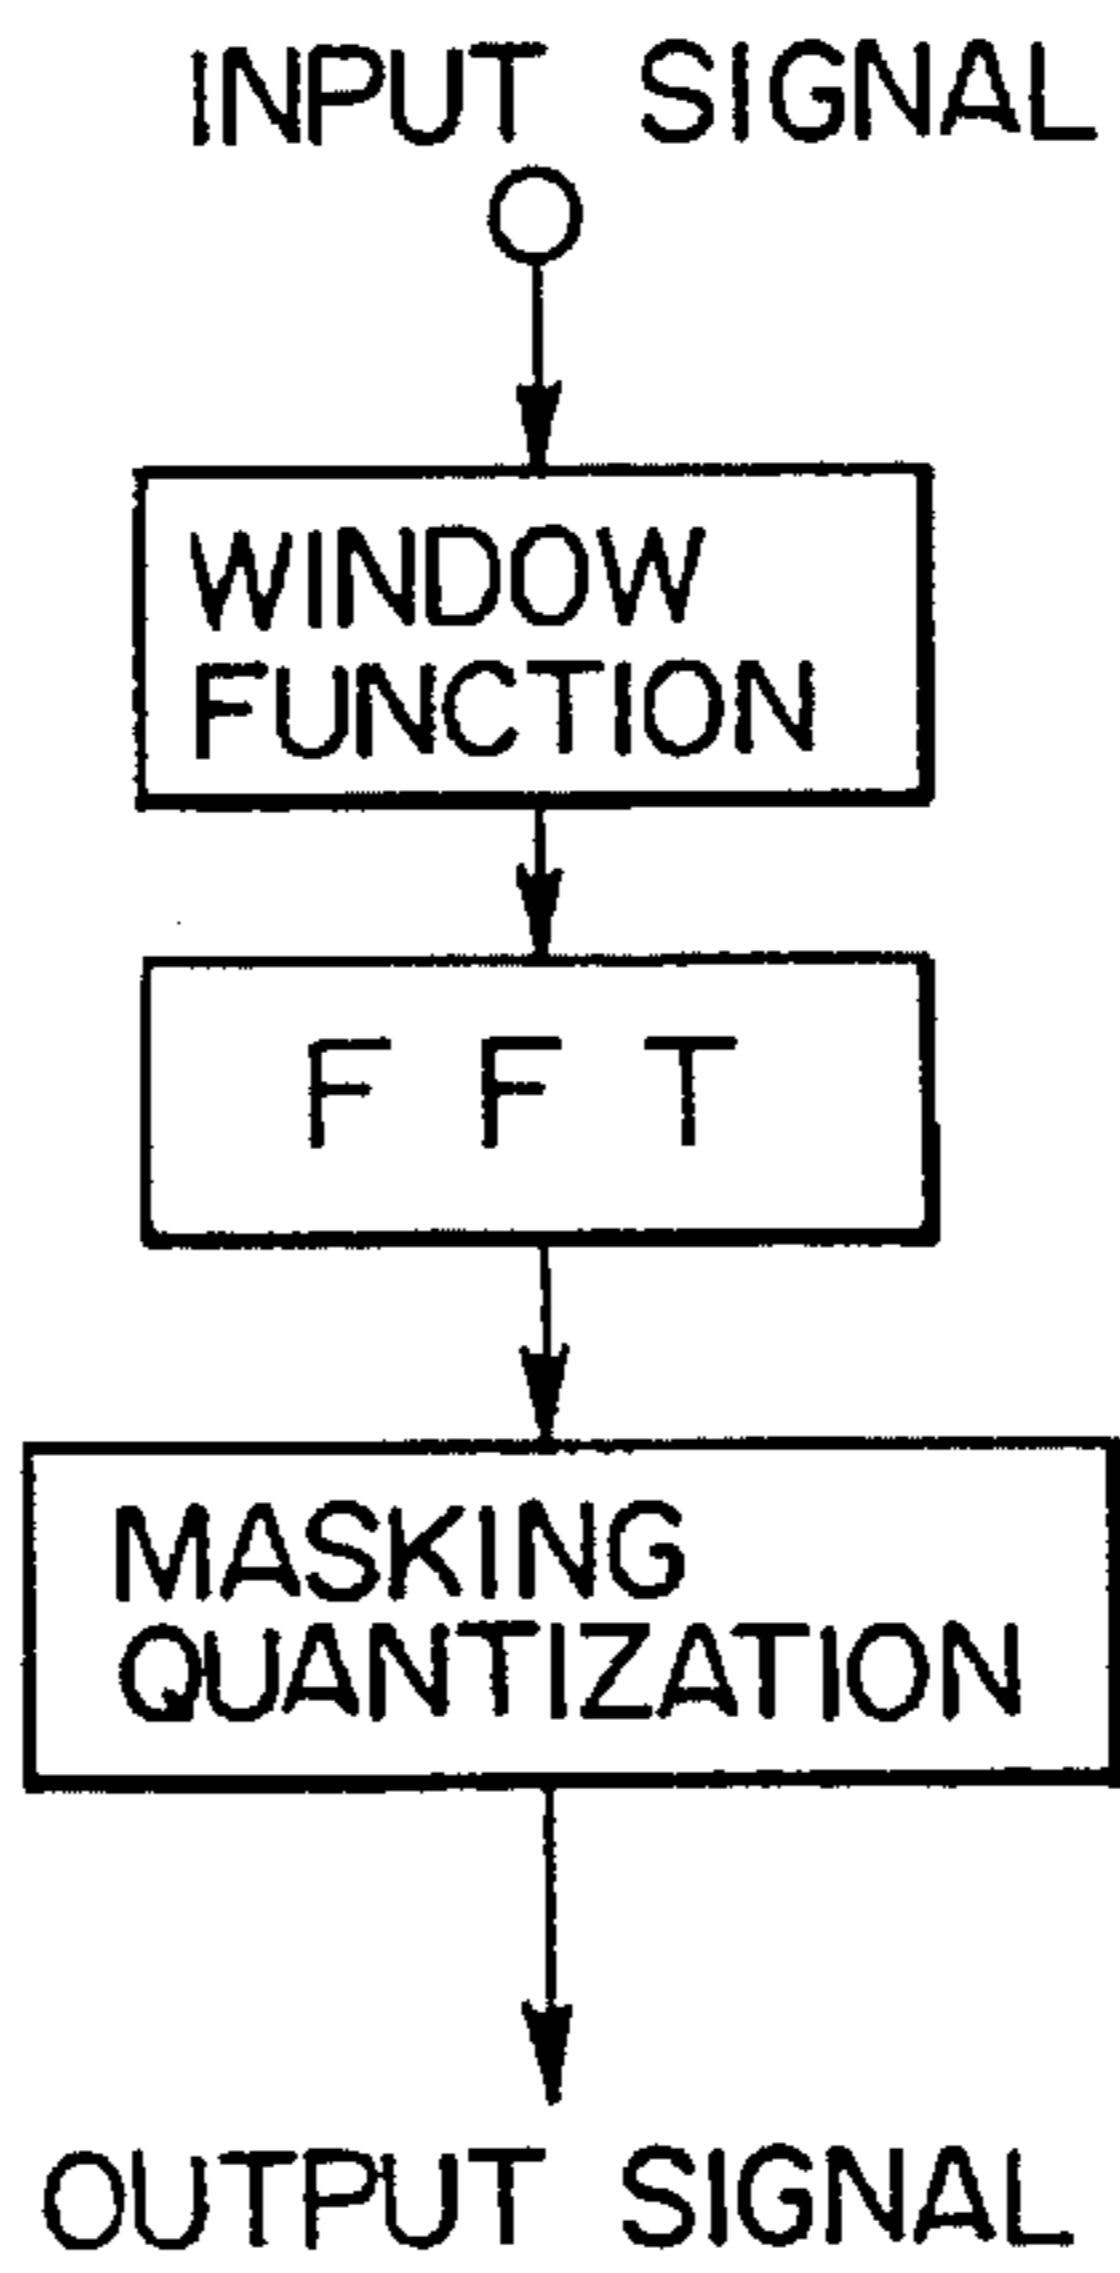 INPUT SIGNAL
WINDOW
FUNCTION
F F T
MASKING
QUANTIZATION
OUTPUT SIGNAL